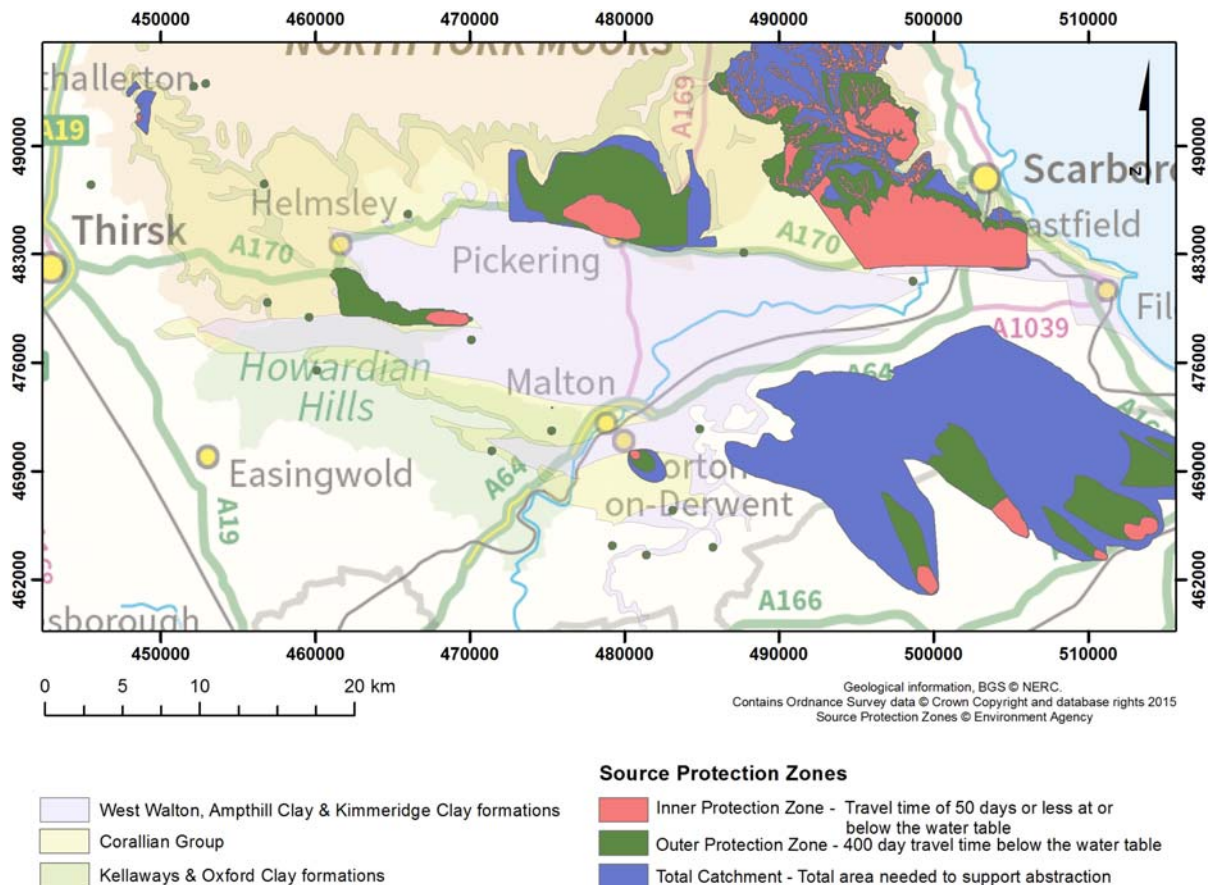 450000 460000 470000 480000 490000 500000 510000
NORTH YORK MOORS
thallerton
A169
A19
490000
490000
Scarbor
Helmsley
Thirsk
Eastfield
A170
A170
483000
483000
Pickering
Fil
A1039
476000
476000
Howardian
Hills
Malton
A64
469000
469000
Easingwold
A64
orton
on-Derwent
A19
462000
462000
A166
sborough
450000 460000 470000 480000 490000 500000 510000
0 5 10 20 km
Geological information, BGS © NERC.
Contains Ordnance Survey data © Crown Copyright and database rights 2015
Source Protection Zones © Environment Agency
West Walton, Ampthill Clay & Kimmeridge Clay formations
Corallian Group
Kellaways & Oxford Clay formations
Source Protection Zones
Inner Protection Zone - Travel time of 50 days or less at or
below the water table
Outer Protection Zone - 400 day travel time below the water table
Total Catchment - Total area needed to support abstraction